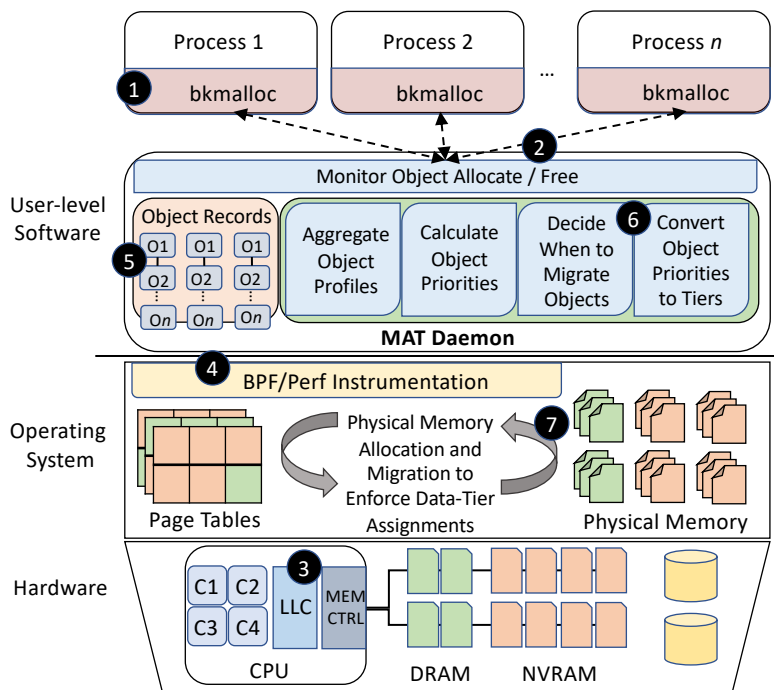 Process 1
Process 2
Process n
...
bkmalloc
bkmalloc
bkmalloc
1
2
Monitor Object Allocate / Free
User-level
Software
Object Records
5
O1
O1
O1
O2
O2
O2
On
On
On
Aggregate
Object
Profiles
Calculate
Object
Priorities
Decide
When to
Migrate
Objects
6
Convert
Object
Priorities
to Tiers
MAT Daemon
4
BPF/Perf Instrumentation
Operating
System
Page Tables
Physical Memory
Allocation and
Migration to
Enforce Data-Tier
Assignments
7
Physical Memory
Hardware
C1
C2
C3
C4
3
LLC
MEM
CTRL
CPU
DRAM
NVRAM